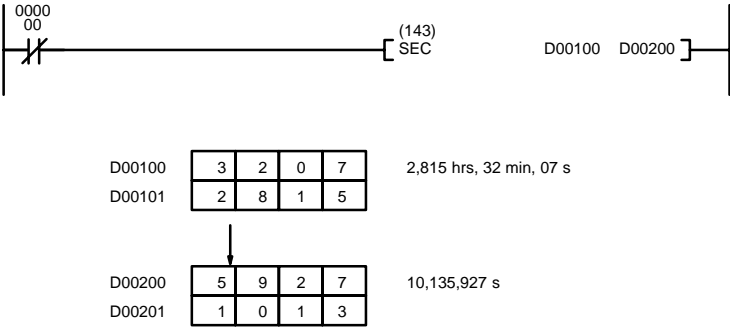 0000
00
(143)
SEC D00100 D00200
D00100 3 2 0 7 2,815 hrs, 32 min, 07 s
D00101 2 8 1 5
D00200 5 9 2 7 10,135,927 s
D00201 1 0 1 3